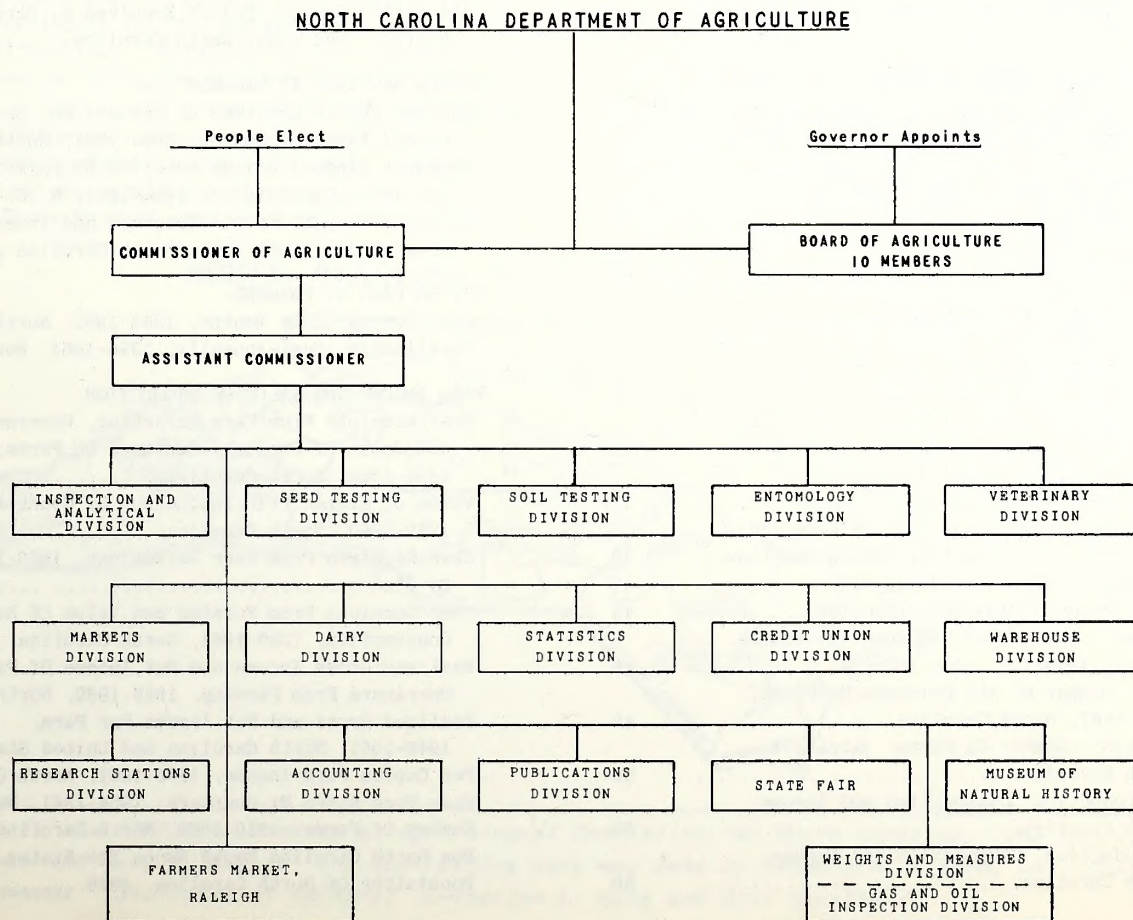 NORTH CAROLINA DEPARTMENT OF AGRICULTURE
People Elect
Governor Appoints
COMMISSIONER OF AGRICULTURE
BOARD OF AGRICULTURE
10 MEMBERS
ASSISTANT COMMISSIONER
INSPECTION AND
ANALYTICAL
DIVISION
SEED TESTING
DIVISION
SOIL TESTING
DIVISION
ENTOMOLOGY
DIVISION
VETERINARY
DIVISION
MARKETS
DIVISION
DAIRY
DIVISION
STATISTICS
DIVISION
CREDIT UNION
DIVISION
WAREHOUSE
DIVISION
RESEARCH STATIONS
DIVISION
ACCOUNTING
DIVISION
PUBLICATIONS
DIVISION
STATE FAIR
MUSEUM OF
NATURAL HISTORY
FARMERS MARKET,
RALEIGH
WEIGHTS AND MEASURES
DIVISION
GAS AND OIL
INSPECTION DIVISION